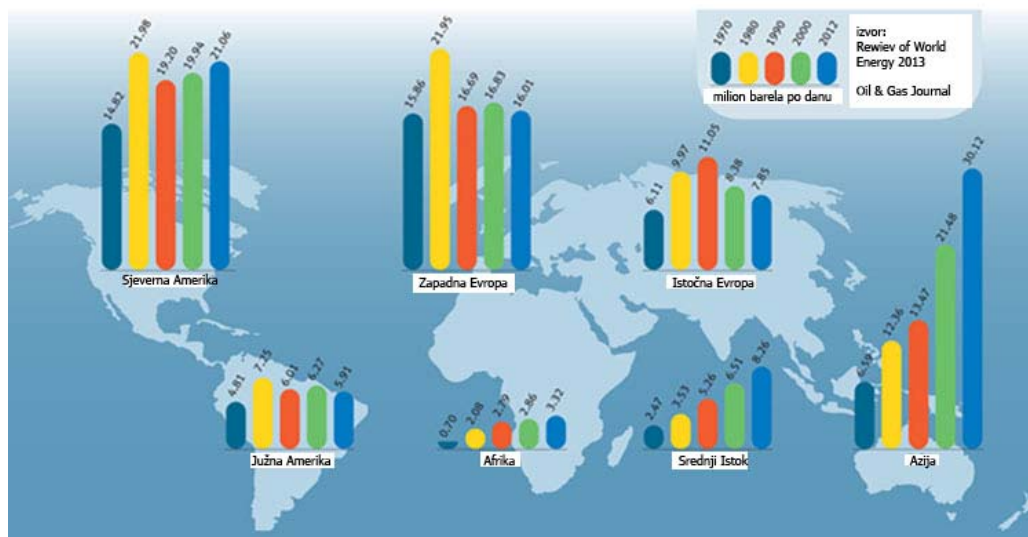 1970 1980 1990 2000 2012
milion barela po danu
izvor:
Rewiev of World
Energy 2013
Oil & Gas Journal
14.82 21.98 19.20 19.94 21.06
Sjeverna Amerika
15.86 21.95 16.69 16.83 16.01
Zapadna Evropa
6.11 9.97 11.05 8.38 7.85
Istočna Evropa
4.81 7.25 6.01 6.27 5.91
Južna Amerika
0.70 2.08 2.79 2.86 3.32
Afrika
2.47 3.53 5.26 6.51 8.26
Srednji Istok
6.59 12.36 13.47 21.48 30.12
Azija